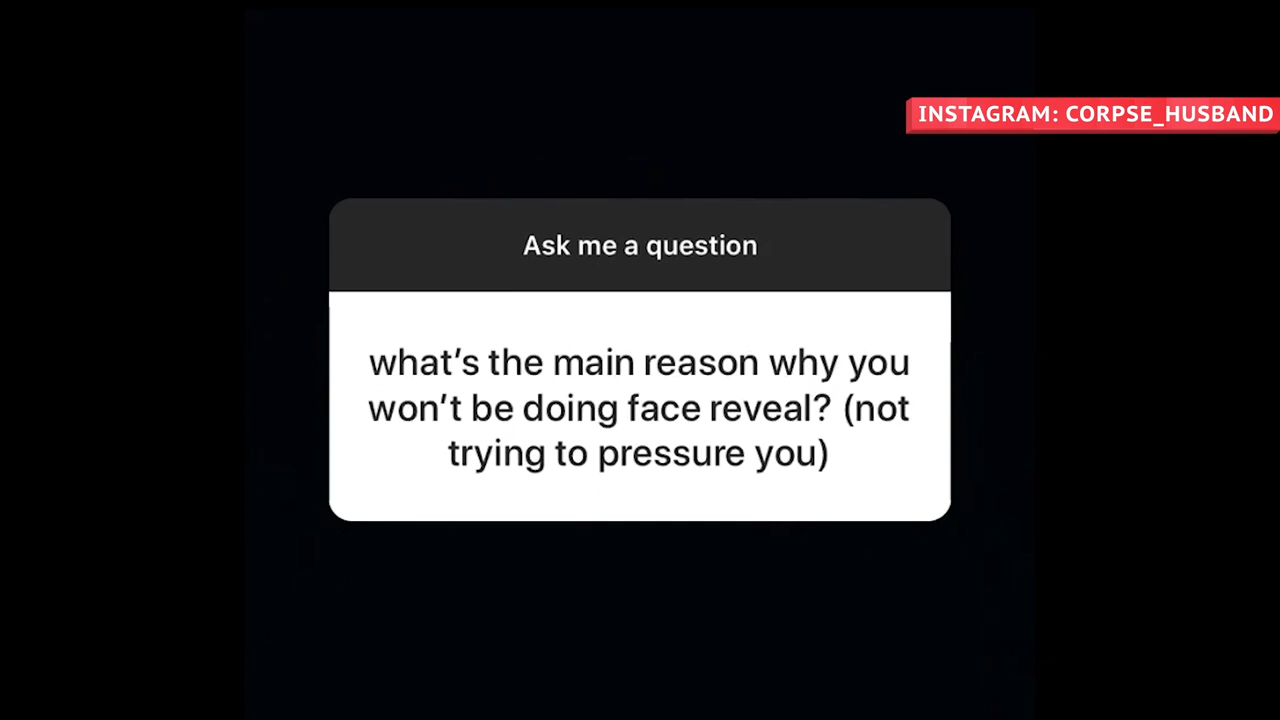 INSTAGRAM: CORPSE_HUSBAND
Ask me a question
what's the main reason why you
won't be doing face reveal? (not
trying to pressure you)